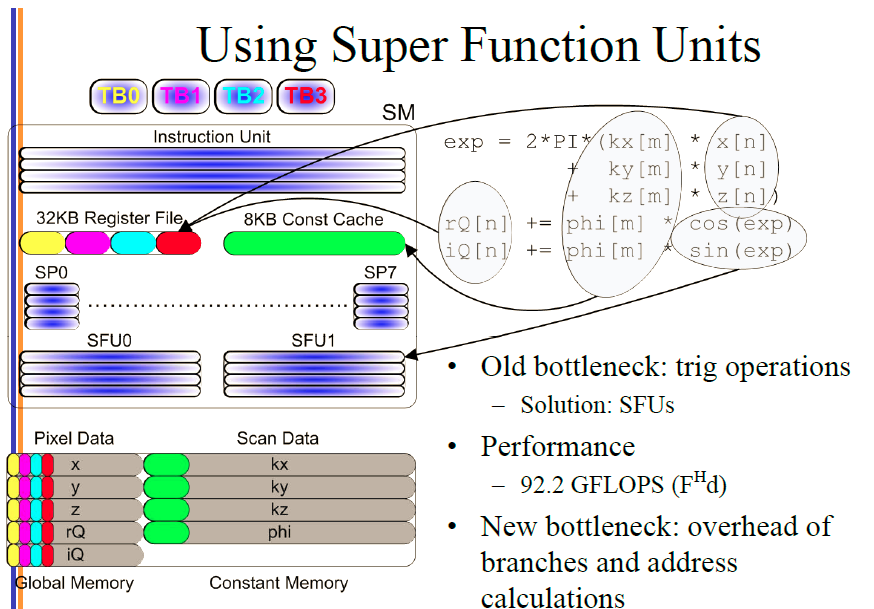 Using Super Function Units
TB0 TB1 TB2 TB3
SM
Instruction Unit
32KB Register File 8KB Const Cache
SP0 SP7
SFU0 SFU1
Pixel Data Scan Data
x kx
y ky
z kz
rQ phi
iQ
Global Memory Constant Memory
exp = 2*PI*(kx[m] * x[n]
+ ky[m] * y[n]
+ kz[m] * z[n])
rQ[n] += phi[m] * cos(exp)
iQ[n] += phi[m] * sin(exp)
• Old bottleneck: trig operations
– Solution: SFUs
• Performance
– 92.2 GFLOPS (Fᴴd)
• New bottleneck: overhead of
branches and address
calculations